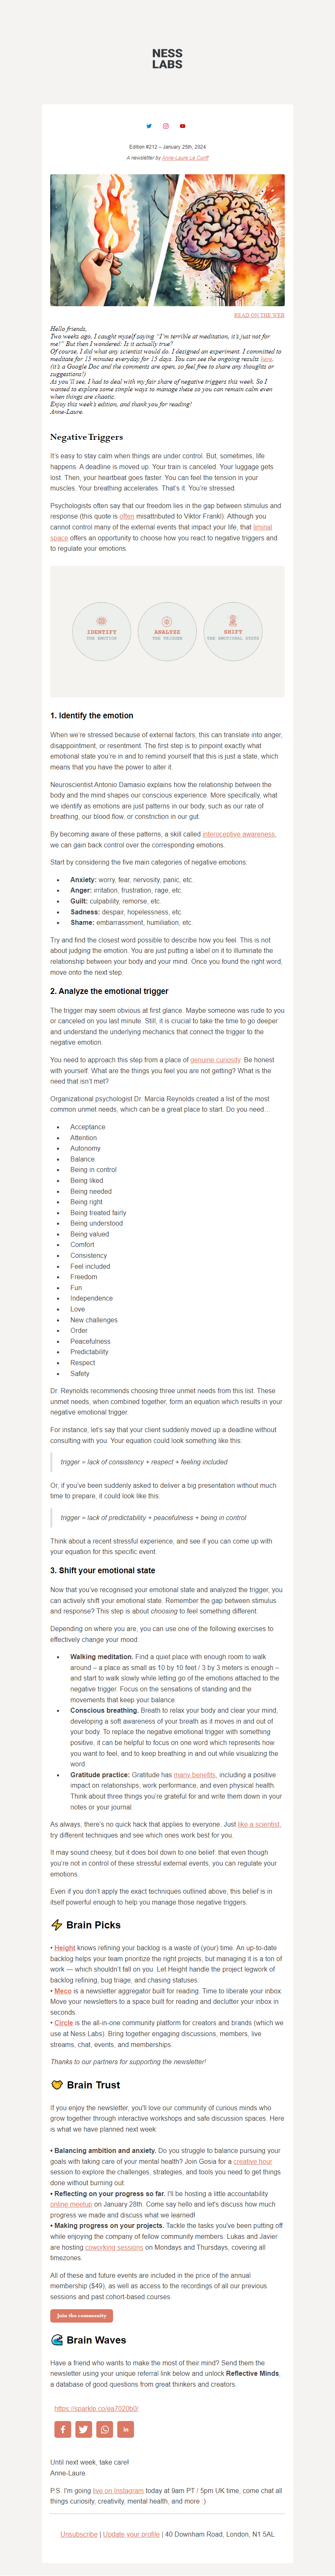 NESS
LABS
Edition #212 – January 25th, 2024
A newsletter by Anne-Laure Le Cunff
READ ON THE WEB
Hello friends,
Two weeks ago, I caught myself saying "I'm terrible at meditation, it's just not for
me!" But then I wondered: Is it actually true?
Of course, I did what any scientist would do. I designed an experiment. I committed to
meditate for 15 minutes everyday for 15 days. You can see the ongoing results here.
(it's a Google Doc and the comments are open, so feel free to share any thoughts or
suggestions!)
As you'll see, I had to deal with my fair share of negative triggers this week. So I
wanted to explore some simple ways to manage these so you can remain calm even
when things are chaotic.
Enjoy this week's edition, and thank you for reading!
Anne-Laure.
Negative Triggers
It's easy to stay calm when things are under control. But, sometimes, life
happens. A deadline is moved up. Your train is canceled. Your luggage gets
lost. Then, your heartbeat goes faster. You can feel the tension in your
muscles. Your breathing accelerates. That's it. You're stressed.
Psychologists often say that our freedom lies in the gap between stimulus and
response (this quote is often misattributed to Viktor Frankl). Although you
cannot control many of the external events that impact your life, that liminal
space offers an opportunity to choose how you react to negative triggers and
to regulate your emotions.
IDENTIFY
THE EMOTION
ANALYZE
THE TRIGGER
SHIFT
THE EMOTIONAL STATE
1. Identify the emotion
When we're stressed because of external factors, this can translate into anger,
disappointment, or resentment. The first step is to pinpoint exactly what
emotional state you're in and to remind yourself that this is just a state, which
means that you have the power to alter it.
Neuroscientist Antonio Damasio explains how the relationship between the
body and the mind shapes our conscious experience. More specifically, what
we identify as emotions are just patterns in our body, such as our rate of
breathing, our blood flow, or constriction in our gut.
By becoming aware of these patterns, a skill called interoceptive awareness,
we can gain back control over the corresponding emotions.
Start by considering the five main categories of negative emotions:
• Anxiety: worry, fear, nervosity, panic, etc.
• Anger: irritation, frustration, rage, etc.
• Guilt: culpability, remorse, etc.
• Sadness: despair, hopelessness, etc.
• Shame: embarrassment, humiliation, etc.
Try and find the closest word possible to describe how you feel. This is not
about judging the emotion. You are just putting a label on it to illuminate the
relationship between your body and your mind. Once you found the right word,
move onto the next step.
2. Analyze the emotional trigger
The trigger may seem obvious at first glance. Maybe someone was rude to you
or canceled on you last minute. Still, it is crucial to take the time to go deeper
and understand the underlying mechanics that connect the trigger to the
negative emotion.
You need to approach this step from a place of genuine curiosity. Be honest
with yourself. What are the things you feel you are not getting? What is the
need that isn't met?
Organizational psychologist Dr. Marcia Reynolds created a list of the most
common unmet needs, which can be a great place to start. Do you need…
• Acceptance
• Attention
• Autonomy
• Balance
• Being in control
• Being liked
• Being needed
• Being right
• Being treated fairly
• Being understood
• Being valued
• Comfort
• Consistency
• Feel included
• Freedom
• Fun
• Independence
• Love
• New challenges
• Order
• Peacefulness
• Predictability
• Respect
• Safety
Dr. Reynolds recommends choosing three unmet needs from this list. These
unmet needs, when combined together, form an equation which results in your
negative emotional trigger.
For instance, let's say that your client suddenly moved up a deadline without
consulting with you. Your equation could look something like this:
trigger = lack of consistency + respect + feeling included
Or, if you've been suddenly asked to deliver a big presentation without much
time to prepare, it could look like this:
trigger = lack of predictability + peacefulness + being in control
Think about a recent stressful experience, and see if you can come up with
your equation for this specific event.
3. Shift your emotional state
Now that you've recognised your emotional state and analyzed the trigger, you
can actively shift your emotional state. Remember the gap between stimulus
and response? This step is about choosing to feel something different.
Depending on where you are, you can use one of the following exercises to
effectively change your mood:
• Walking meditation. Find a quiet place with enough room to walk
around – a place as small as 10 by 10 feet / 3 by 3 meters is enough –
and start to walk slowly while letting go of the emotions attached to the
negative trigger. Focus on the sensations of standing and the
movements that keep your balance.
• Conscious breathing. Breath to relax your body and clear your mind,
developing a soft awareness of your breath as it moves in and out of
your body. To replace the negative emotional trigger with something
positive, it can be helpful to focus on one word which represents how
you want to feel, and to keep breathing in and out while visualizing the
word.
• Gratitude practice: Gratitude has many benefits, including a positive
impact on relationships, work performance, and even physical health.
Think about three things you're grateful for and write them down in your
notes or your journal.
As always, there's no quick hack that applies to everyone. Just like a scientist,
try different techniques and see which ones work best for you.
It may sound cheesy, but it does boil down to one belief: that even though
you're not in control of these stressful external events, you can regulate your
emotions.
Even if you don't apply the exact techniques outlined above, this belief is in
itself powerful enough to help you manage those negative triggers.
⚡ Brain Picks
• Height knows refining your backlog is a waste of (your) time. An up-to-date
backlog helps your team prioritize the right projects, but managing it is a ton of
work — which shouldn't fall on you. Let Height handle the project legwork of
backlog refining, bug triage, and chasing statuses.
• Meco is a newsletter aggregator built for reading. Time to liberate your inbox.
Move your newsletters to a space built for reading and declutter your inbox in
seconds.
• Circle is the all-in-one community platform for creators and brands (which we
use at Ness Labs). Bring together engaging discussions, members, live
streams, chat, events, and memberships.
Thanks to our partners for supporting the newsletter!
Brain Trust
If you enjoy the newsletter, you'll love our community of curious minds who
grow together through interactive workshops and safe discussion spaces. Here
is what we have planned next week:
• Balancing ambition and anxiety. Do you struggle to balance pursuing your
goals with taking care of your mental health? Join Gosia for a creative hour
session to explore the challenges, strategies, and tools you need to get things
done without burning out.
• Reflecting on your progress so far. I'll be hosting a little accountability
online meetup on January 28th. Come say hello and let's discuss how much
progress we made and discuss what we learned!
• Making progress on your projects. Tackle the tasks you've been putting off
while enjoying the company of fellow community members. Lukas and Javier
are hosting coworking sessions on Mondays and Thursdays, covering all
timezones.
All of these and future events are included in the price of the annual
membership ($49), as well as access to the recordings of all our previous
sessions and past cohort-based courses.
Join the community
🌊 Brain Waves
Have a friend who wants to make the most of their mind? Send them the
newsletter using your unique referral link below and unlock Reflective Minds,
a database of good questions from great thinkers and creators.
https://sparklp.co/ea7020b0/
Until next week, take care!
Anne-Laure.
P.S. I'm going live on Instagram today at 9am PT / 5pm UK time, come chat all
things curiosity, creativity, mental health, and more :)
Unsubscribe | Update your profile | 40 Downham Road, London, N1 5AL